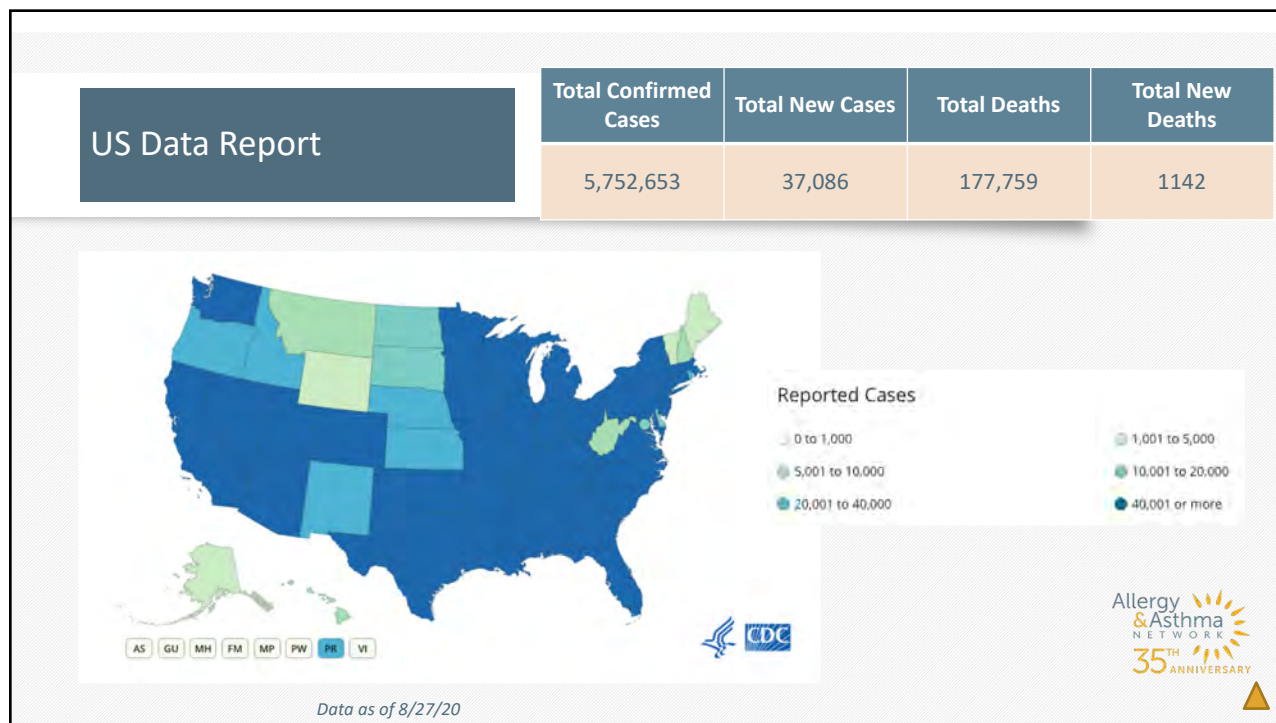 US Data Report
Total Confirmed
Cases
Total New Cases
Total Deaths
Total New
Deaths
5,752,653
37,086
177,759
1142
Reported Cases
0 to 1,000
1,001 to 5,000
5,001 to 10,000
10,001 to 20,000
20,001 to 40,000
40,001 or more
AS GU MH FM MP PW PR VI
CDC
Allergy
&Asthma
NETWORK
35TH ANNIVERSARY
Data as of 8/27/20